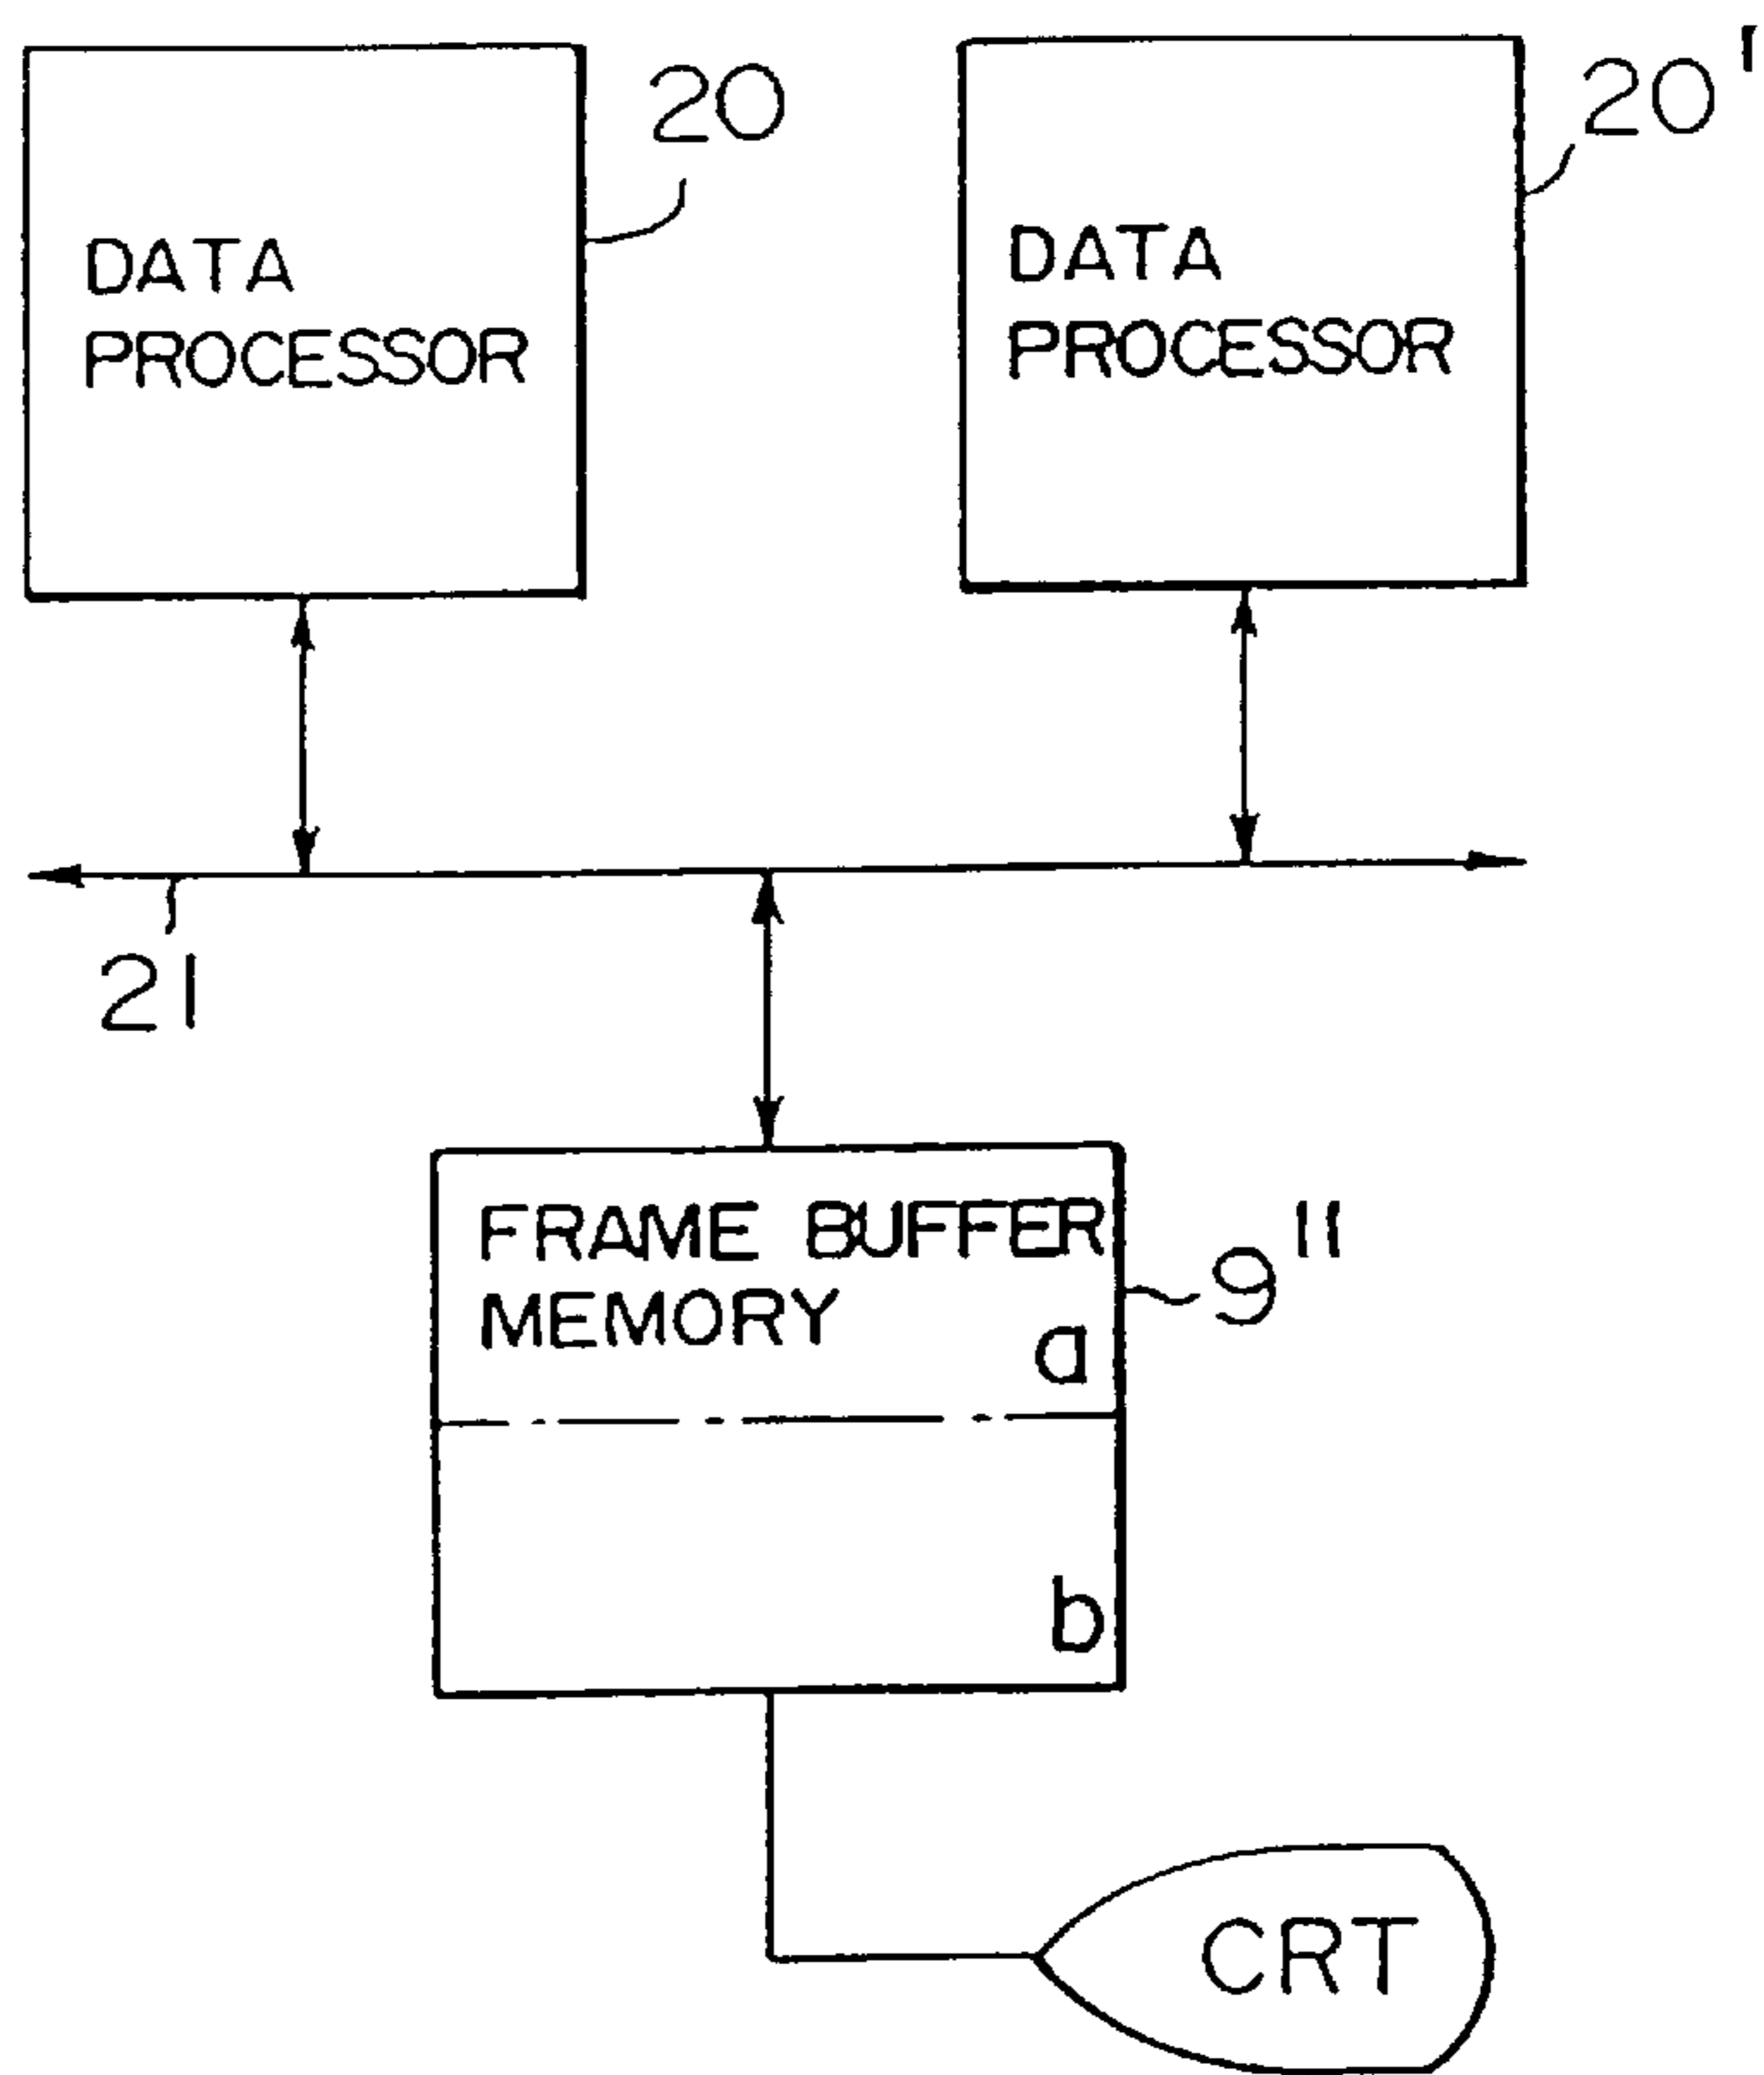 20
20'
DATA
PROCESSOR
DATA
PROCESSOR
21
FRAME BUFFER
MEMORY
9"
a
b
CRT